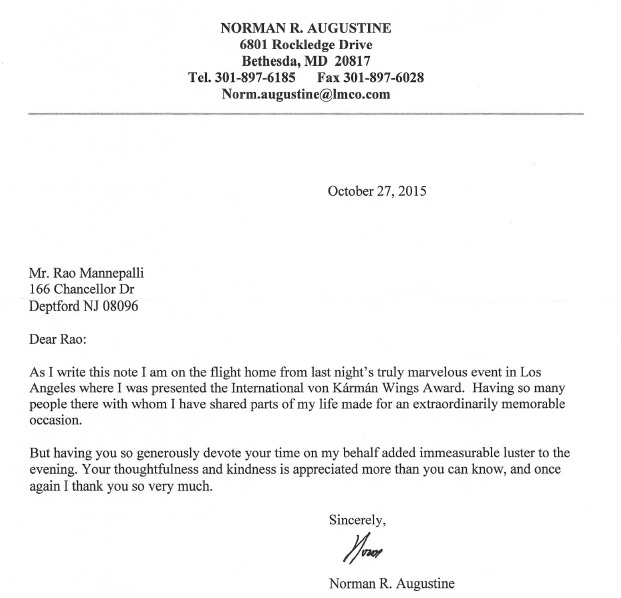 NORMAN R. AUGUSTINE
6801 Rockledge Drive
Bethesda, MD 20817
Tel. 301-897-6185 Fax 301-897-6028
Norm.augustine@lmco.com
October 27, 2015
Mr. Rao Mannepalli
166 Chancellor Dr
Deptford NJ 08096
Dear Rao:
As I write this note I am on the flight home from last night's truly marvelous event in Los
Angeles where I was presented the International von Kármán Wings Award. Having so many
people there with whom I have shared parts of my life made for an extraordinarily memorable
occasion.
But having you so generously devote your time on my behalf added immeasurable luster to the
evening. Your thoughtfulness and kindness is appreciated more than you can know, and once
again I thank you so very much.
Sincerely,
Norm
Norman R. Augustine